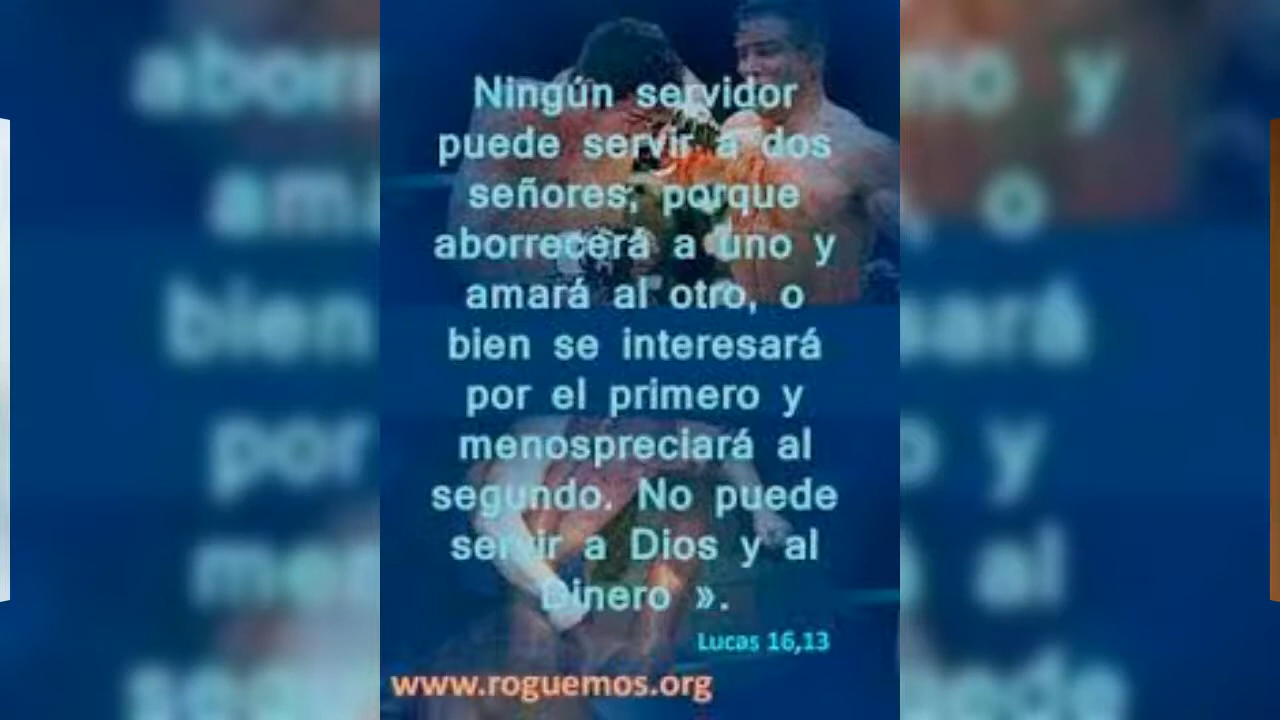 Ningún servidor
puede servir a dos
señores; porque
aborrecerá a uno y
amará al otro, o
bien se interesará
por el primero y
menospreciará al
segundo. No puede
servir a Dios y al
Dinero ».
Lucas 16,13
www.roguemos.org